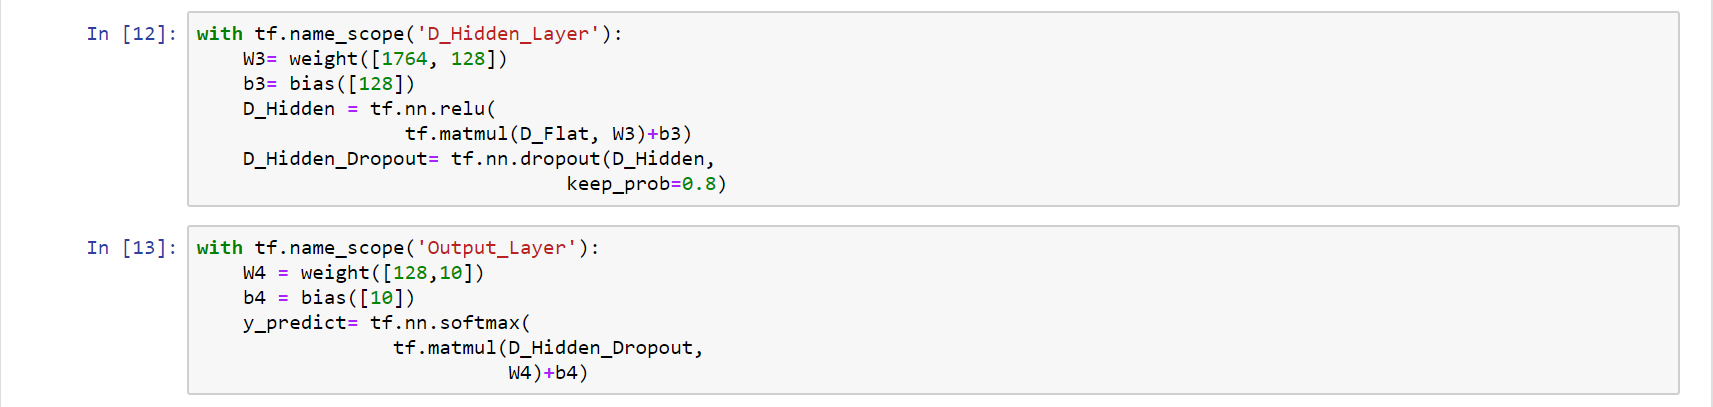 In [12]: with tf.name_scope('D_Hidden_Layer'):
    W3= weight([1764, 128])
    b3= bias([128])
    D_Hidden = tf.nn.relu(
                  tf.matmul(D_Flat, W3)+b3)
    D_Hidden_Dropout= tf.nn.dropout(D_Hidden,
                                keep_prob=0.8)
In [13]: with tf.name_scope('Output_Layer'):
    W4 = weight([128,10])
    b4 = bias([10])
    y_predict= tf.nn.softmax(
                 tf.matmul(D_Hidden_Dropout,
                           W4)+b4)